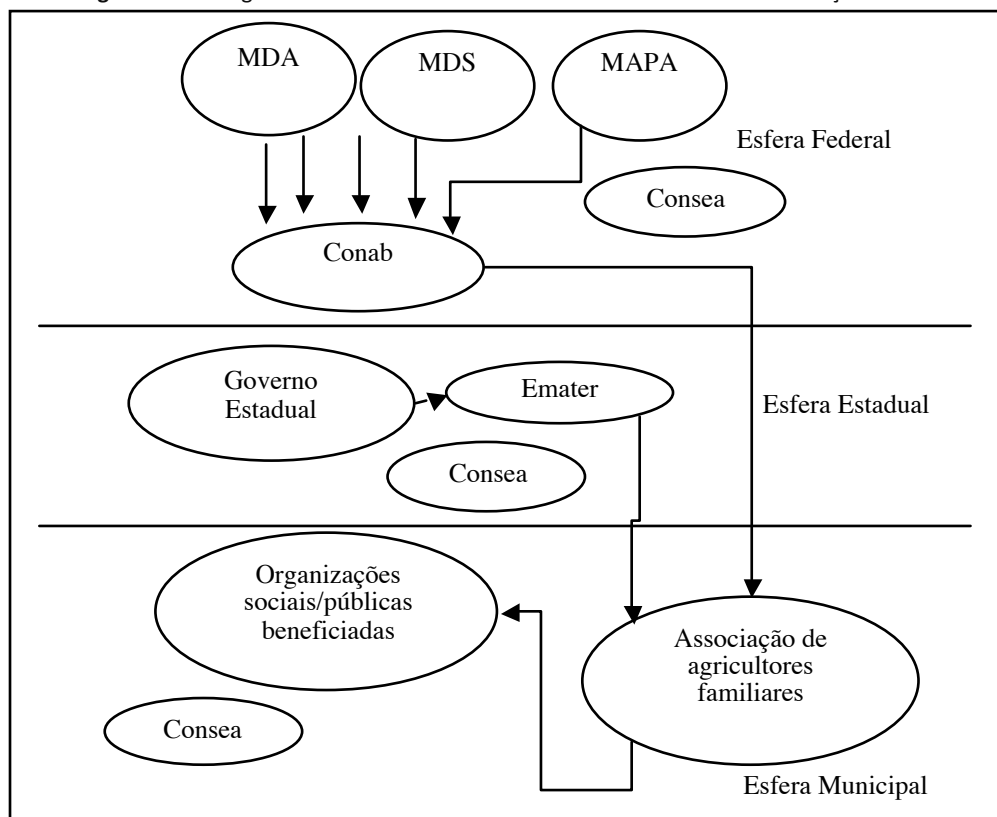 MDA
MDS
MAPA
Esfera Federal
Consea
Conab
Governo
Estadual
Emater
Esfera Estadual
Consea
Organizações
sociais/públicas
beneficiadas
Associação de
agricultores
familiares
Consea
Esfera Municipal